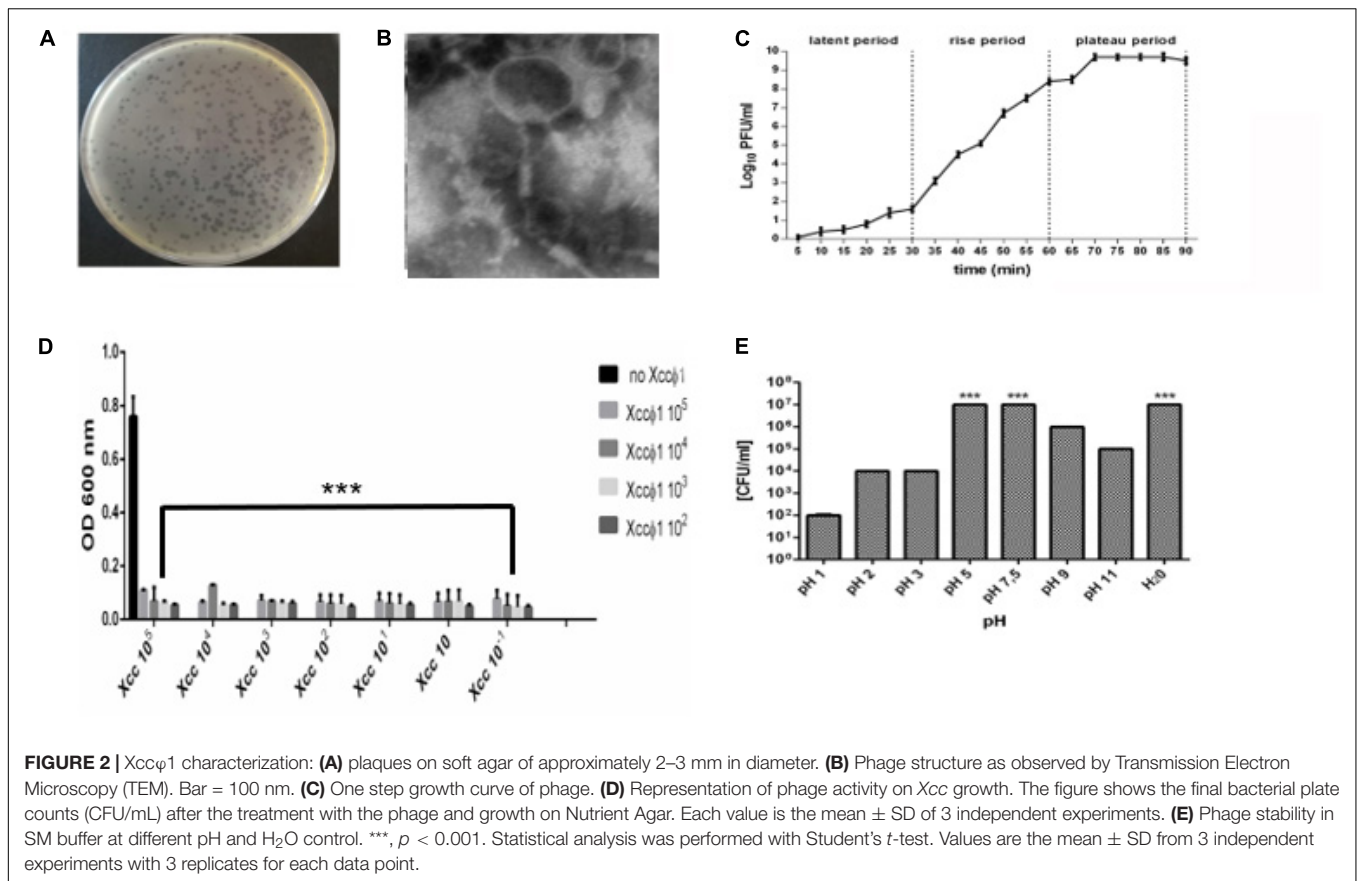 A
B
C
latent period rise period plateau period
10
9
8
7
6
5
4
3
2
1
0
Log₁₀ PFU/ml
5 10 15 20 25 30 35 40 45 50 55 60 65 70 75 80 85 90
time (min)
D
1.0
0.8
0.6
0.4
0.2
0.0
OD 600 nm
***
no Xccϕ1
Xccϕ1 10⁵
Xccϕ1 10⁴
Xccϕ1 10³
Xccϕ1 10²
Xcc 10⁵
Xcc 10⁴
Xcc 10³
Xcc 10²
Xcc 10¹
Xcc 10
Xcc 10⁻¹
E
10⁸
10⁷
10⁶
10⁵
10⁴
10³
10²
10¹
10⁰
[CFU/ml]
*** *** ***
pH 1
pH 2
pH 3
pH 5
pH 7,5
pH 9
pH 11
H₂0
pH
FIGURE 2 | Xccφ1 characterization: (A) plaques on soft agar of approximately 2–3 mm in diameter. (B) Phage structure as observed by Transmission Electron
Microscopy (TEM). Bar = 100 nm. (C) One step growth curve of phage. (D) Representation of phage activity on Xcc growth. The figure shows the final bacterial plate
counts (CFU/mL) after the treatment with the phage and growth on Nutrient Agar. Each value is the mean ± SD of 3 independent experiments. (E) Phage stability in
SM buffer at different pH and H₂O control. ***, p < 0.001. Statistical analysis was performed with Student's t-test. Values are the mean ± SD from 3 independent
experiments with 3 replicates for each data point.